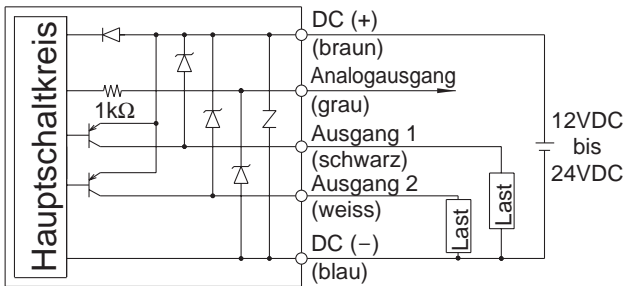 Hauptschaltkreis
1kΩ
DC (+)
(braun)
Analogausgang
(grau)
Ausgang 1
(schwarz)
Ausgang 2
(weiss)
DC (−)
(blau)
Last
Last
12VDC
bis
24VDC